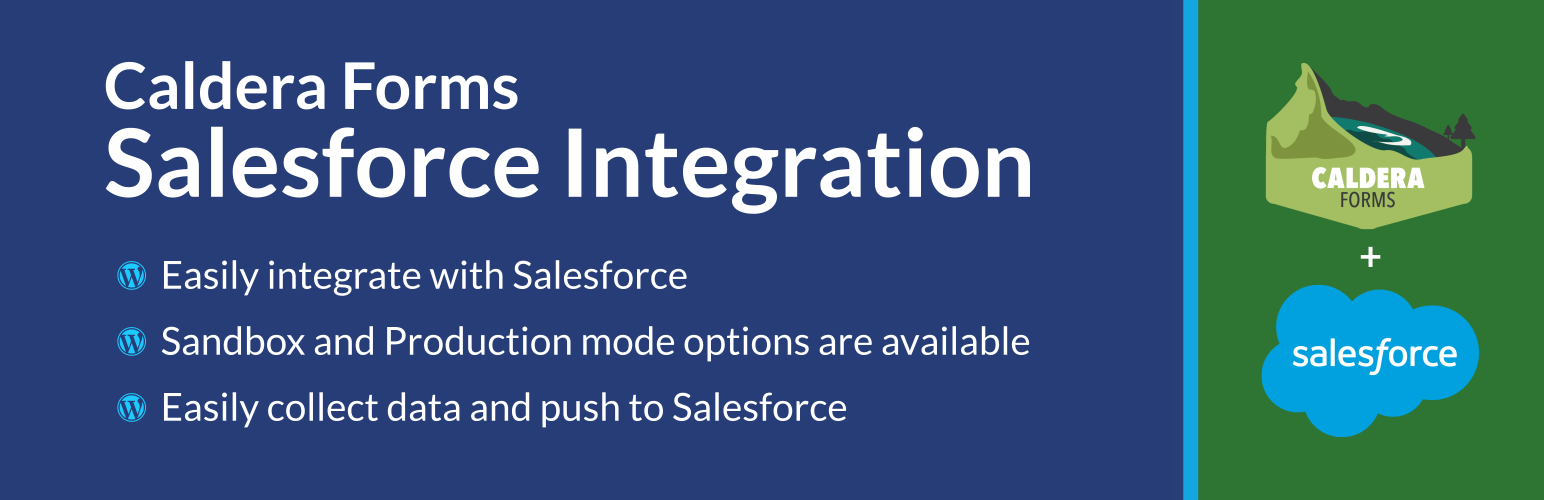 Caldera Forms
Salesforce Integration
Easily integrate with Salesforce
Sandbox and Production mode options are available
Easily collect data and push to Salesforce
CALDERA
FORMS
+
salesforce